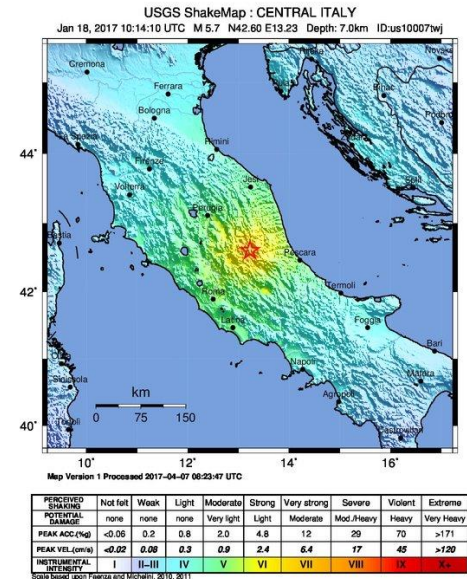 USGS ShakeMap : CENTRAL ITALY
Jan 18, 2017 10:14:10 UTC M 5.7 N42.60 E13.23 Depth: 7.0km ID:us10007twj
Cremona
Ferrara
Bologna
La Spezia
Rimini
44˚
Firenze
Jesi
Split
Volterra
Perugia
Bastia
Pescara
42˚
Roma
Termoli
Latina
Foggia
Bari
Olbia
km
Napoli
Matera
Siniscola
0 75 150
Agropoli
40˚
Tortoli
Castrovillari
10˚ 12˚ 14˚ 16˚
Map Version 1 Processed 2017-04-07 08:23:47 UTC
PERCEIVED SHAKING Not felt Weak Light Moderate Strong Very strong Severe Violent Extreme
POTENTIAL DAMAGE none none none Very light Light Moderate Mod./Heavy Heavy Very Heavy
PEAK ACC.(%g) <0.06 0.2 0.8 2.0 4.8 12 29 70 >171
PEAK VEL.(cm/s) <0.02 0.08 0.3 0.9 2.4 6.4 17 45 >120
INSTRUMENTAL INTENSITY I II–III IV V VI VII VIII IX X+
Scale based upon Faenza and Michelini, 2010, 2011